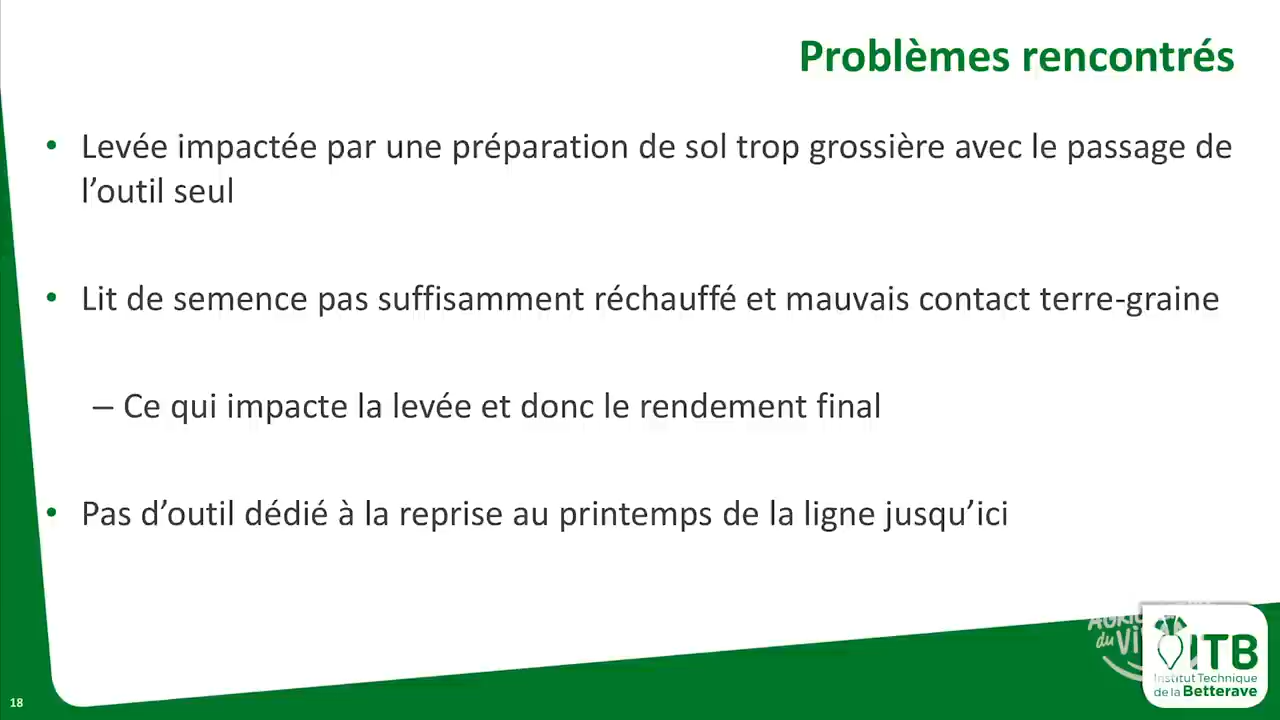 Problèmes rencontrés
• Levée impactée par une préparation de sol trop grossière avec le passage de
l’outil seul
• Lit de semence pas suffisamment réchauffé et mauvais contact terre-graine
– Ce qui impacte la levée et donc le rendement final
• Pas d’outil dédié à la reprise au printemps de la ligne jusqu’ici
du
ITB
Institut Technique
de la Betterave
18